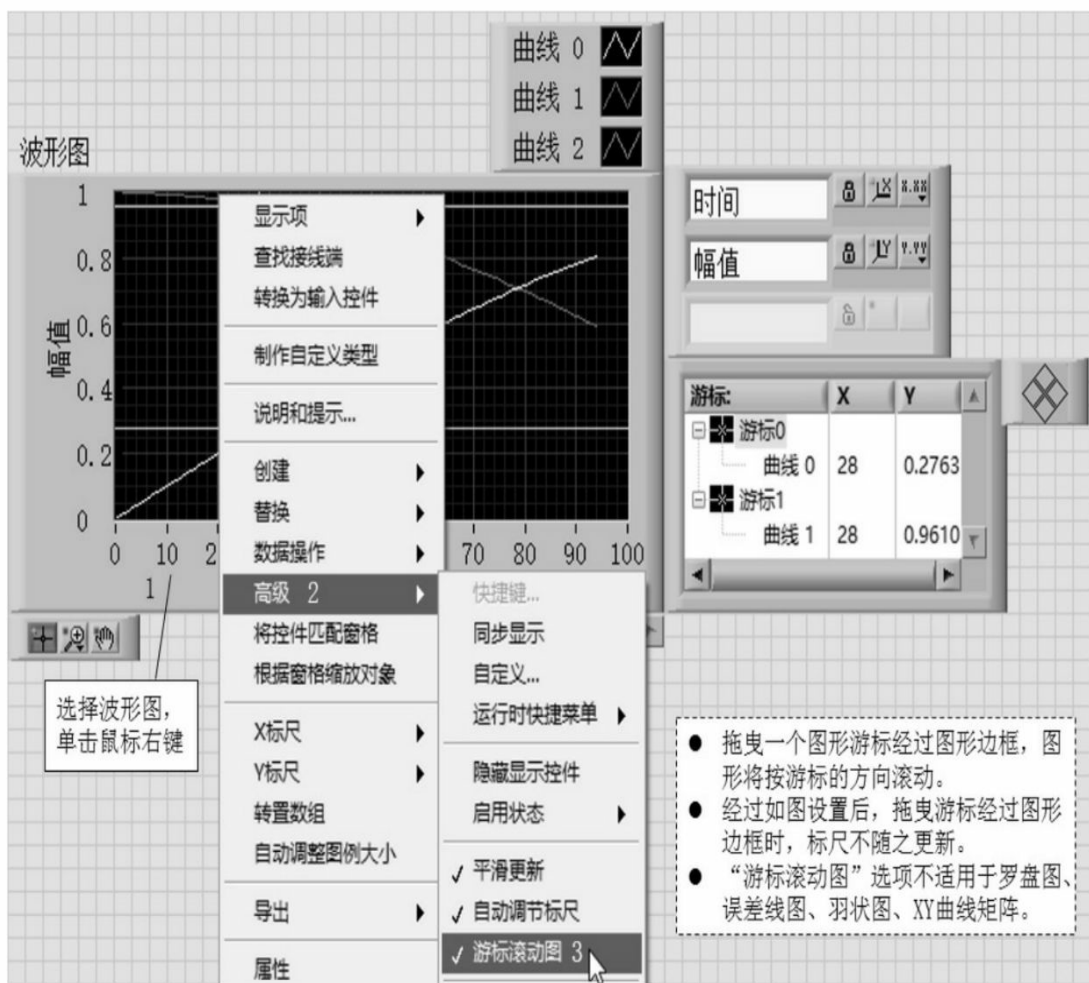 曲线 0
曲线 1
曲线 2
波形图
幅值
1
0.8
0.6
0.4
0.2
0
0 10 2 70 80 90 100
1
显示项
查找接线端
转换为输入控件
制作自定义类型
说明和提示...
创建
替换
数据操作
高级 2
将控件匹配窗格
根据窗格缩放对象
X标尺
Y标尺
转置数组
自动调整图例大小
导出
属性
快捷键...
同步显示
自定义...
运行时快捷菜单
隐藏显示控件
启用状态
✓ 平滑更新
✓ 自动调节标尺
✓ 游标滚动图 3
时间 X X.XX
幅值 Y Y.YY
游标: X Y
游标0
曲线 0 28 0.2763
游标1
曲线 1 28 0.9610
选择波形图，
单击鼠标右键
● 拖曳一个图形游标经过图形边框，图
形将按游标的方向滚动。
● 经过如图设置后，拖曳游标经过图形
边框时，标尺不随之更新。
● “游标滚动图”选项不适用于罗盘图、
误差线图、羽状图、XY曲线矩阵。